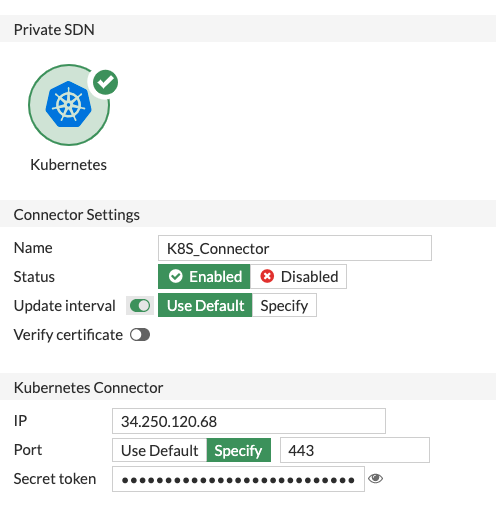 Private SDN
Kubernetes
Connector Settings
Name K8S_Connector
Status Enabled Disabled
Update interval Use Default Specify
Verify certificate
Kubernetes Connector
IP 34.250.120.68
Port Use Default Specify 443
Secret token •••••••••••••••••••••••••••